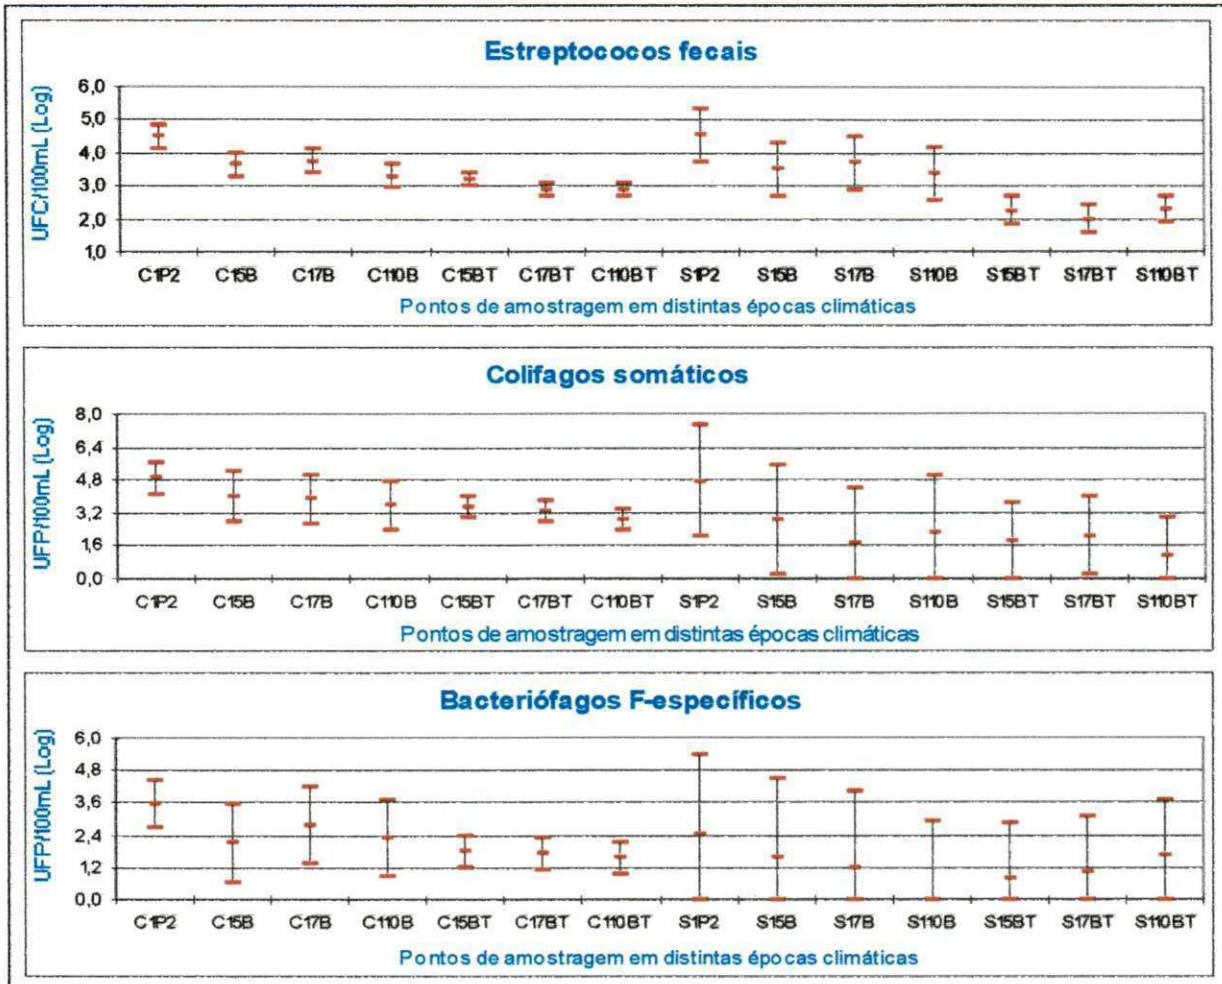 Estreptococos fecais
UFC/100mL (Log)
6,0
5,0
4,0
3,0
2,0
1,0
C1P2 C15B C17B C110B C15BT C17BT C110BT S1P2 S15B S17B S110B S15BT S17BT S110BT
Pontos de amostragem em distintas épocas climáticas
Colifagos somáticos
UFP/100mL (Log)
8,0
6,4
4,8
3,2
1,6
0,0
C1P2 C15B C17B C110B C15BT C17BT C110BT S1P2 S15B S17B S110B S15BT S17BT S110BT
Pontos de amostragem em distintas épocas climáticas
Bacteriófagos F-específicos
UFP/100mL (Log)
6,0
4,8
3,6
2,4
1,2
0,0
C1P2 C15B C17B C110B C15BT C17BT C110BT S1P2 S15B S17B S110B S15BT S17BT S110BT
Pontos de amostragem em distintas épocas climáticas